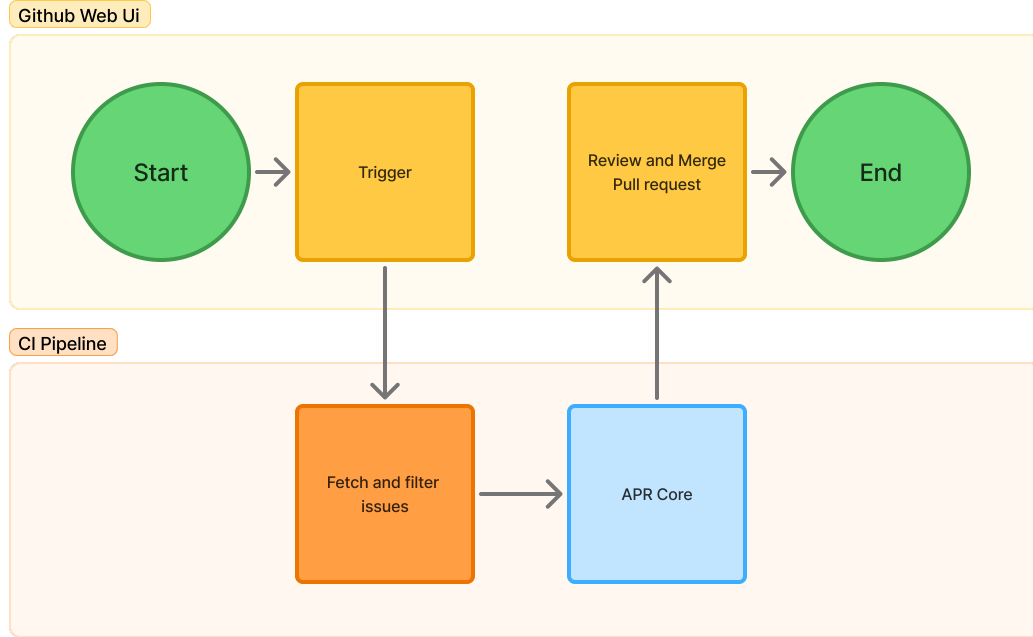 Github Web Ui
Start
Trigger
Review and Merge
Pull request
End
CI Pipeline
Fetch and filter
issues
APR Core